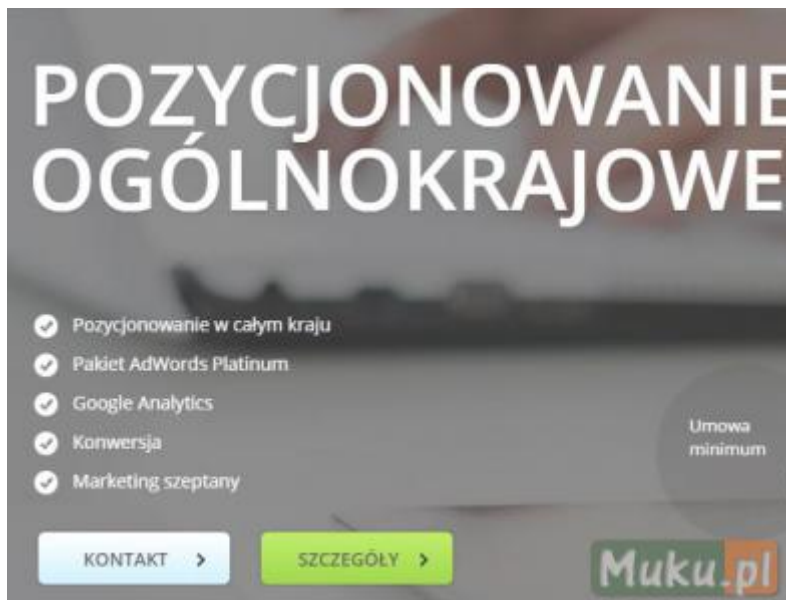 POZYCJONOWANIE
OGÓLNOKRAJOWE
Pozycjonowanie w całym kraju
Pakiet AdWords Platinum
Google Analytics
Konwersja
Marketing szeptany
Umowa
minimum
KONTAKT >
SZCZEGÓŁY >
Muku.pl